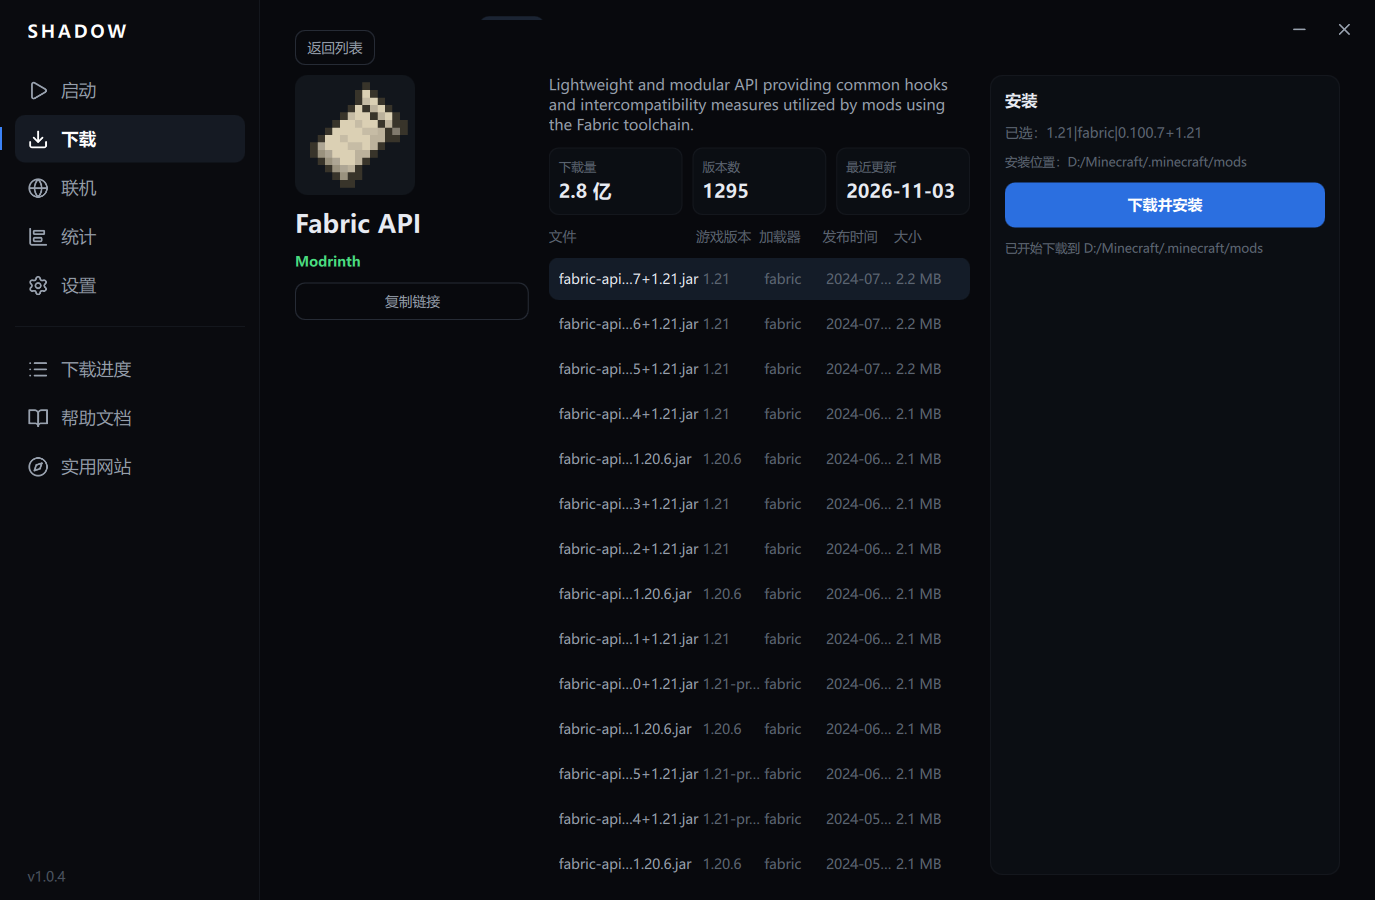 SHADOW
启动
下载
联机
统计
设置
下载进度
帮助文档
实用网站
v1.0.4
返回列表
Fabric API
Modrinth
复制链接
Lightweight and modular API providing common hooks
and intercompatibility measures utilized by mods using
the Fabric toolchain.
下载量 版本数 最近更新
2.8 亿 1295 2026-11-03
文件 游戏版本 加载器 发布时间 大小
fabric-api...7+1.21.jar 1.21 fabric 2024-07... 2.2 MB
fabric-api...6+1.21.jar 1.21 fabric 2024-07... 2.2 MB
fabric-api...5+1.21.jar 1.21 fabric 2024-07... 2.2 MB
fabric-api...4+1.21.jar 1.21 fabric 2024-06... 2.1 MB
fabric-api...1.20.6.jar 1.20.6 fabric 2024-06... 2.1 MB
fabric-api...3+1.21.jar 1.21 fabric 2024-06... 2.1 MB
fabric-api...2+1.21.jar 1.21 fabric 2024-06... 2.1 MB
fabric-api...1.20.6.jar 1.20.6 fabric 2024-06... 2.1 MB
fabric-api...1+1.21.jar 1.21 fabric 2024-06... 2.1 MB
fabric-api...0+1.21.jar 1.21-pr... fabric 2024-06... 2.1 MB
fabric-api...1.20.6.jar 1.20.6 fabric 2024-06... 2.1 MB
fabric-api...5+1.21.jar 1.21-pr... fabric 2024-06... 2.1 MB
fabric-api...4+1.21.jar 1.21-pr... fabric 2024-05... 2.1 MB
fabric-api...1.20.6.jar 1.20.6 fabric 2024-05... 2.1 MB
安装
已选：1.21|fabric|0.100.7+1.21
安装位置：D:/Minecraft/.minecraft/mods
下载并安装
已开始下载到 D:/Minecraft/.minecraft/mods